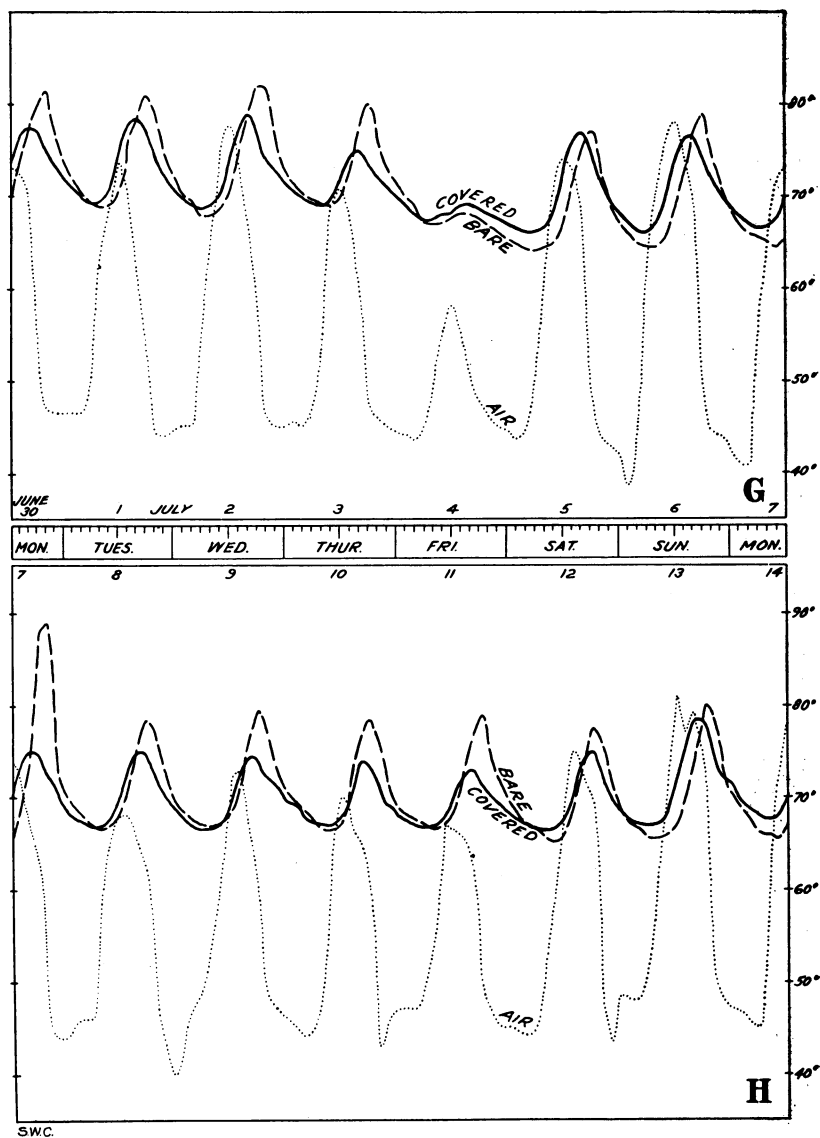 80°
COVERED
70°
BARE
60°
50°
AIR
40°
G
JUNE
30 1 JULY 2 3 4 5 6 7
MON. TUES. WED. THUR. FRI. SAT. SUN. MON.
7 8 9 10 11 12 13 14
90°
80°
BARE
70°
COVERED
60°
50°
AIR
40°
H
S.W.C.